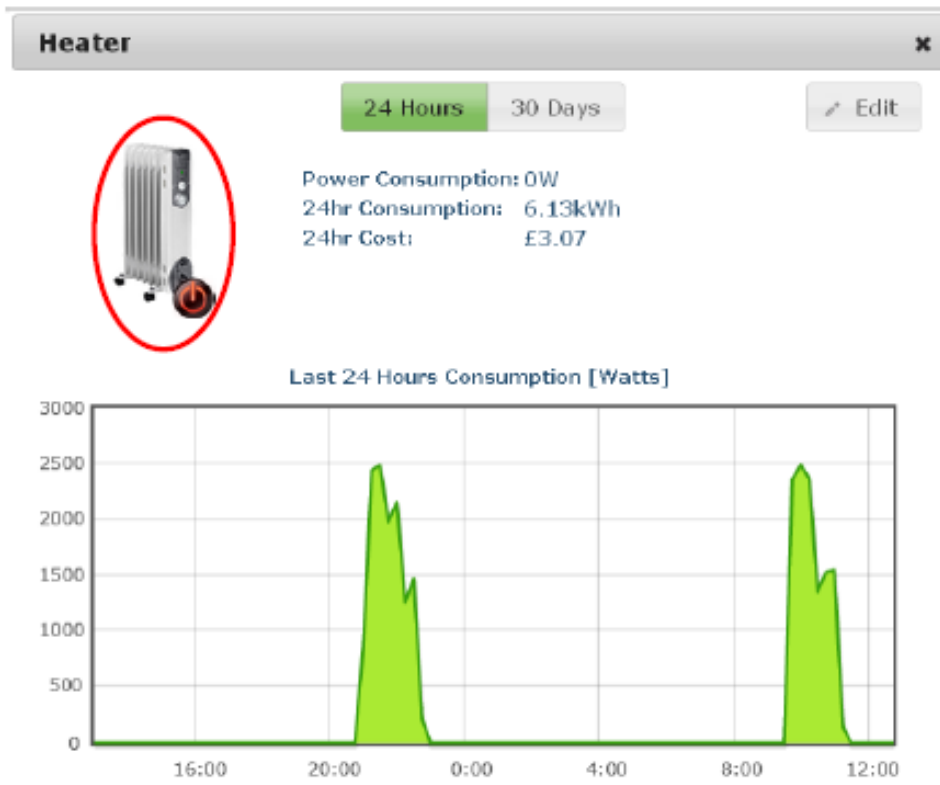 Heater ✖
24 Hours 30 Days Edit
Power Consumption: 0W
24hr Consumption: 6.13kWh
24hr Cost: £3.07
Last 24 Hours Consumption [Watts]
3000
2500
2000
1500
1000
500
0
16:00 20:00 0:00 4:00 8:00 12:00